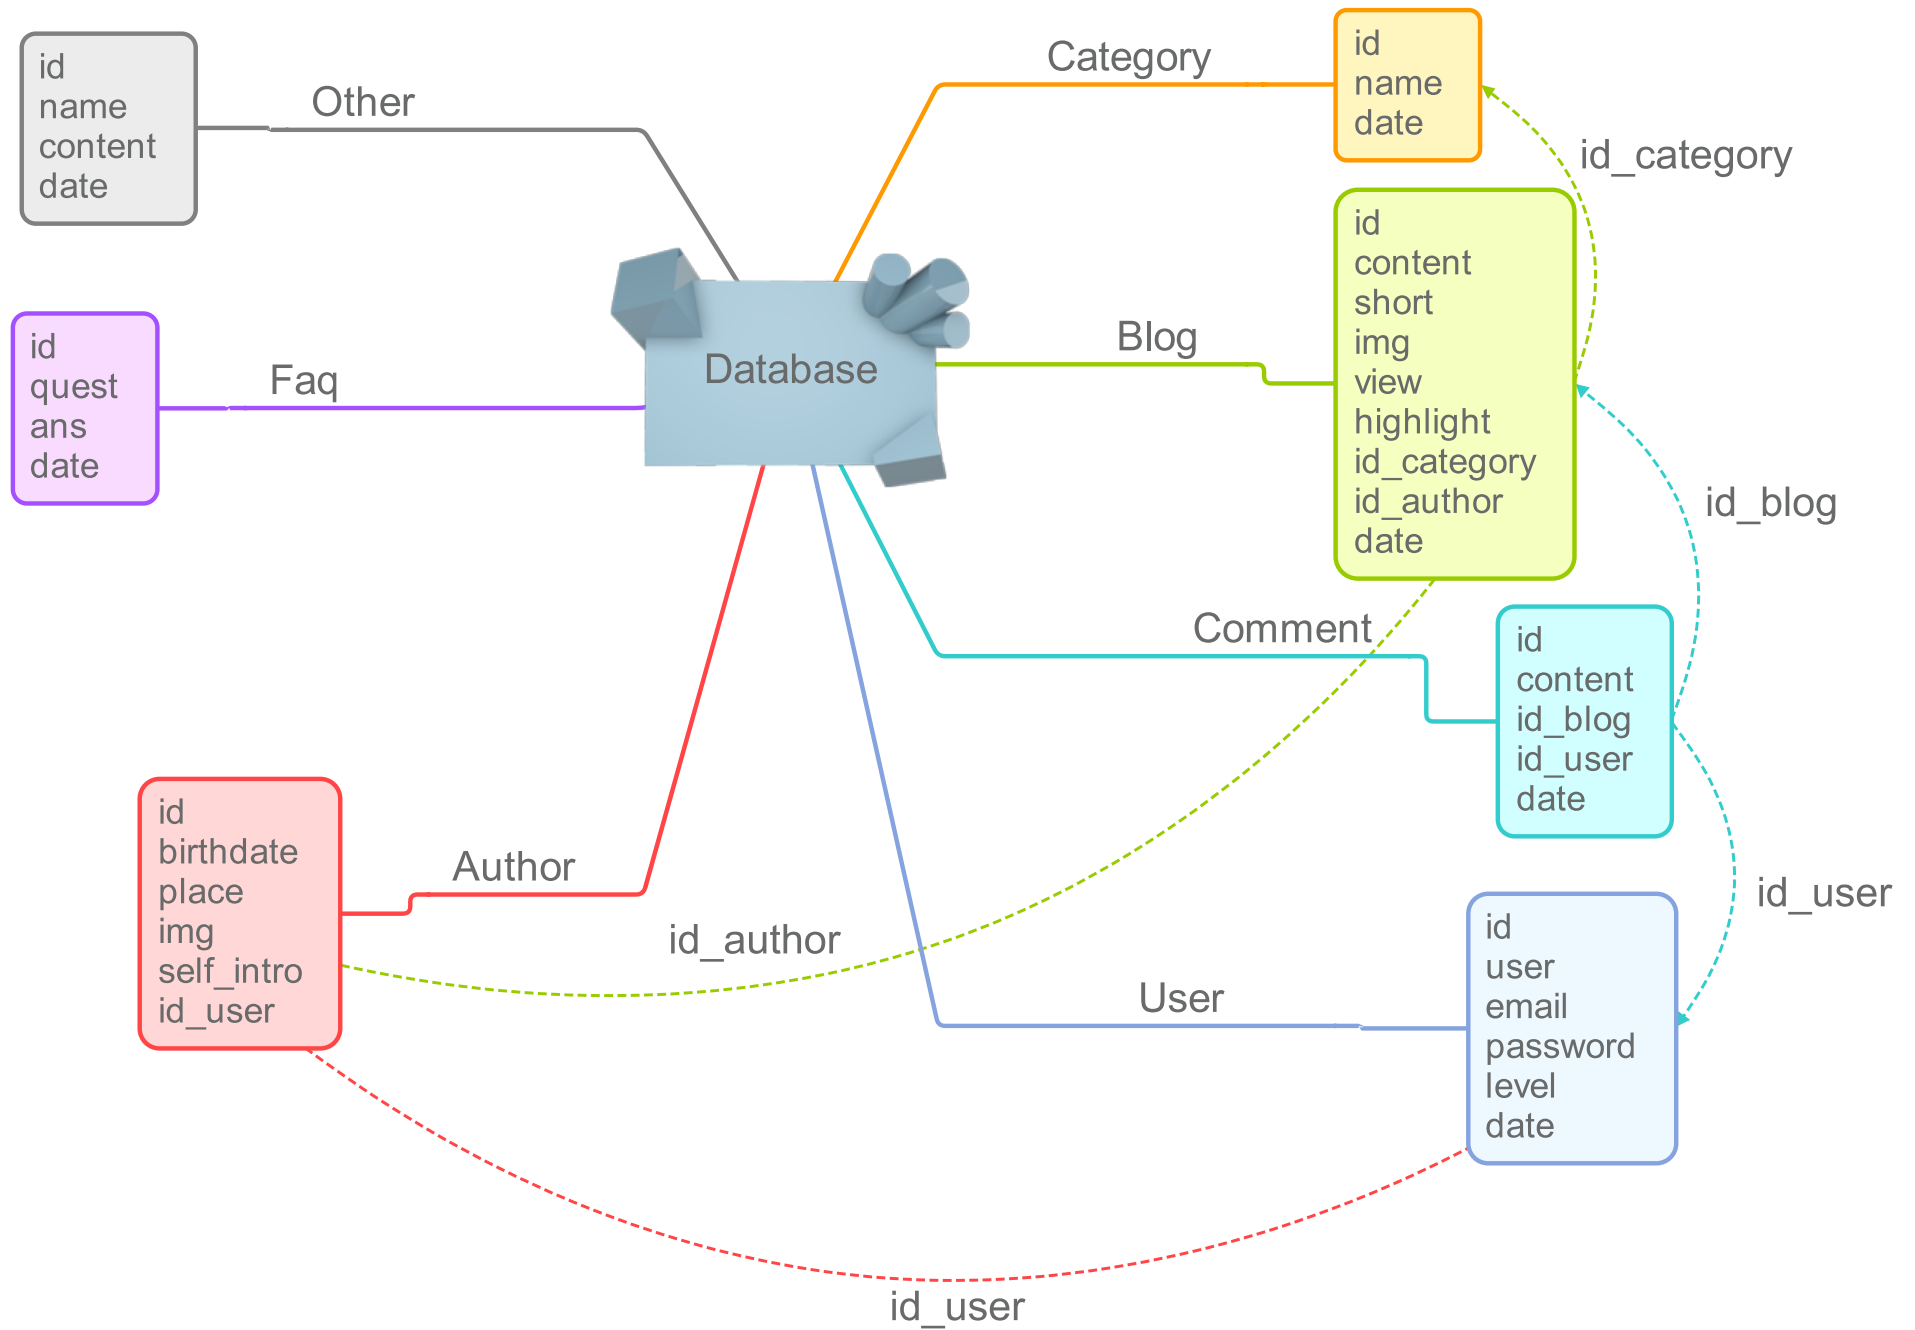 id
name
content
date
Other
Category
id
name
date
id_category
id
quest
ans
date
Faq
Database
Blog
id
content
short
img
view
highlight
id_category
id_author
date
id_blog
Comment
id
content
id_blog
id_user
date
id
birthdate
place
img
self_intro
id_user
Author
id_author
User
id
user
email
password
level
date
id_user
id_user